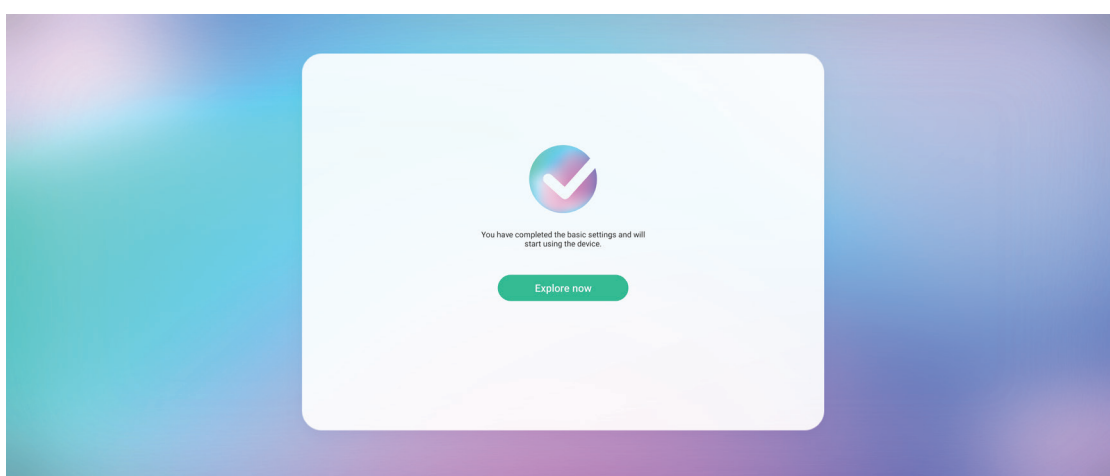 You have completed the basic settings and will
start using the device.
Explore now